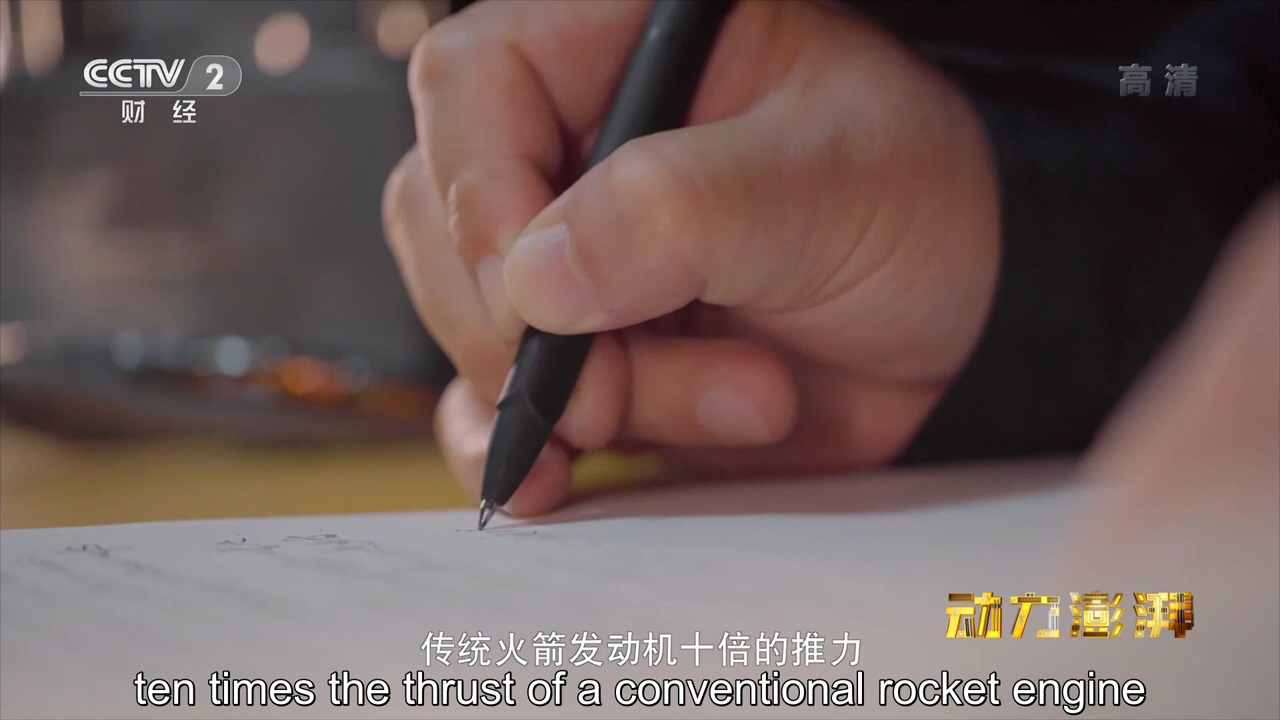 CCTV 2
财 经
高清
动力澎湃
传统火箭发动机十倍的推力
ten times the thrust of a conventional rocket engine